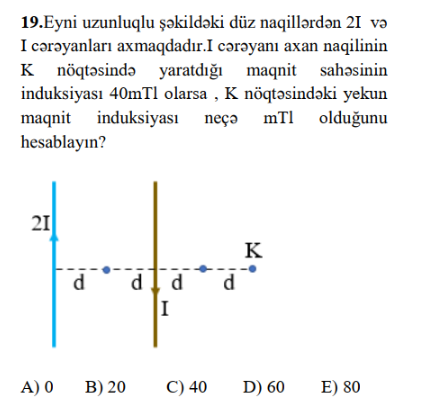 19.Eyni uzunluqlu şəkildəki düz naqillərdən 2I və
I cərəyanları axmaqdadır.I cərəyanı axan naqilinin
K nöqtəsində yaratdığı maqnit sahəsinin
induksiyası 40mTl olarsa , K nöqtəsindəki yekun
maqnit induksiyası neçə mTl olduğunu
hesablayın?
2I
K
d d d d
I
A) 0 B) 20 C) 40 D) 60 E) 80